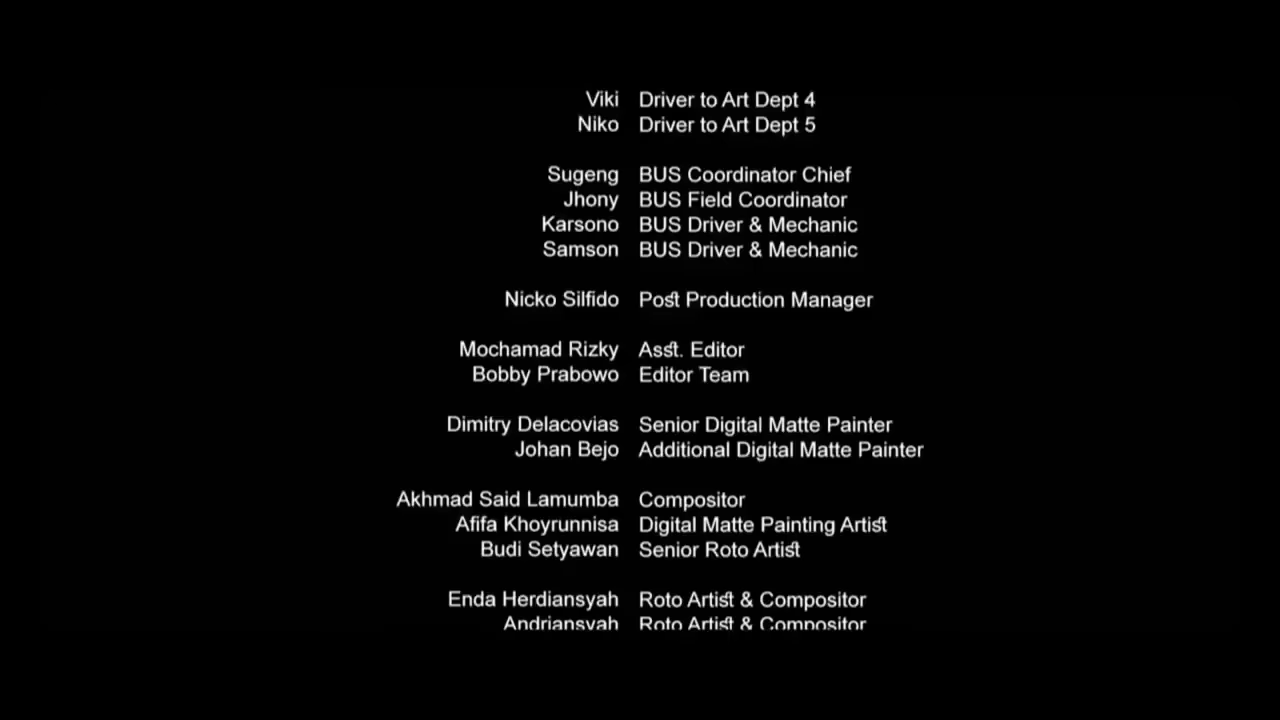 Viki Driver to Art Dept 4
Niko Driver to Art Dept 5
Sugeng BUS Coordinator Chief
Jhony BUS Field Coordinator
Karsono BUS Driver & Mechanic
Samson BUS Driver & Mechanic
Nicko Silfido Post Production Manager
Mochamad Rizky Asst. Editor
Bobby Prabowo Editor Team
Dimitry Delacovias Senior Digital Matte Painter
Johan Bejo Additional Digital Matte Painter
Akhmad Said Lamumba Compositor
Afifa Khoyrunnisa Digital Matte Painting Artist
Budi Setyawan Senior Roto Artist
Enda Herdiansyah Roto Artist & Compositor
Andriansyah Roto Artist & Compositor